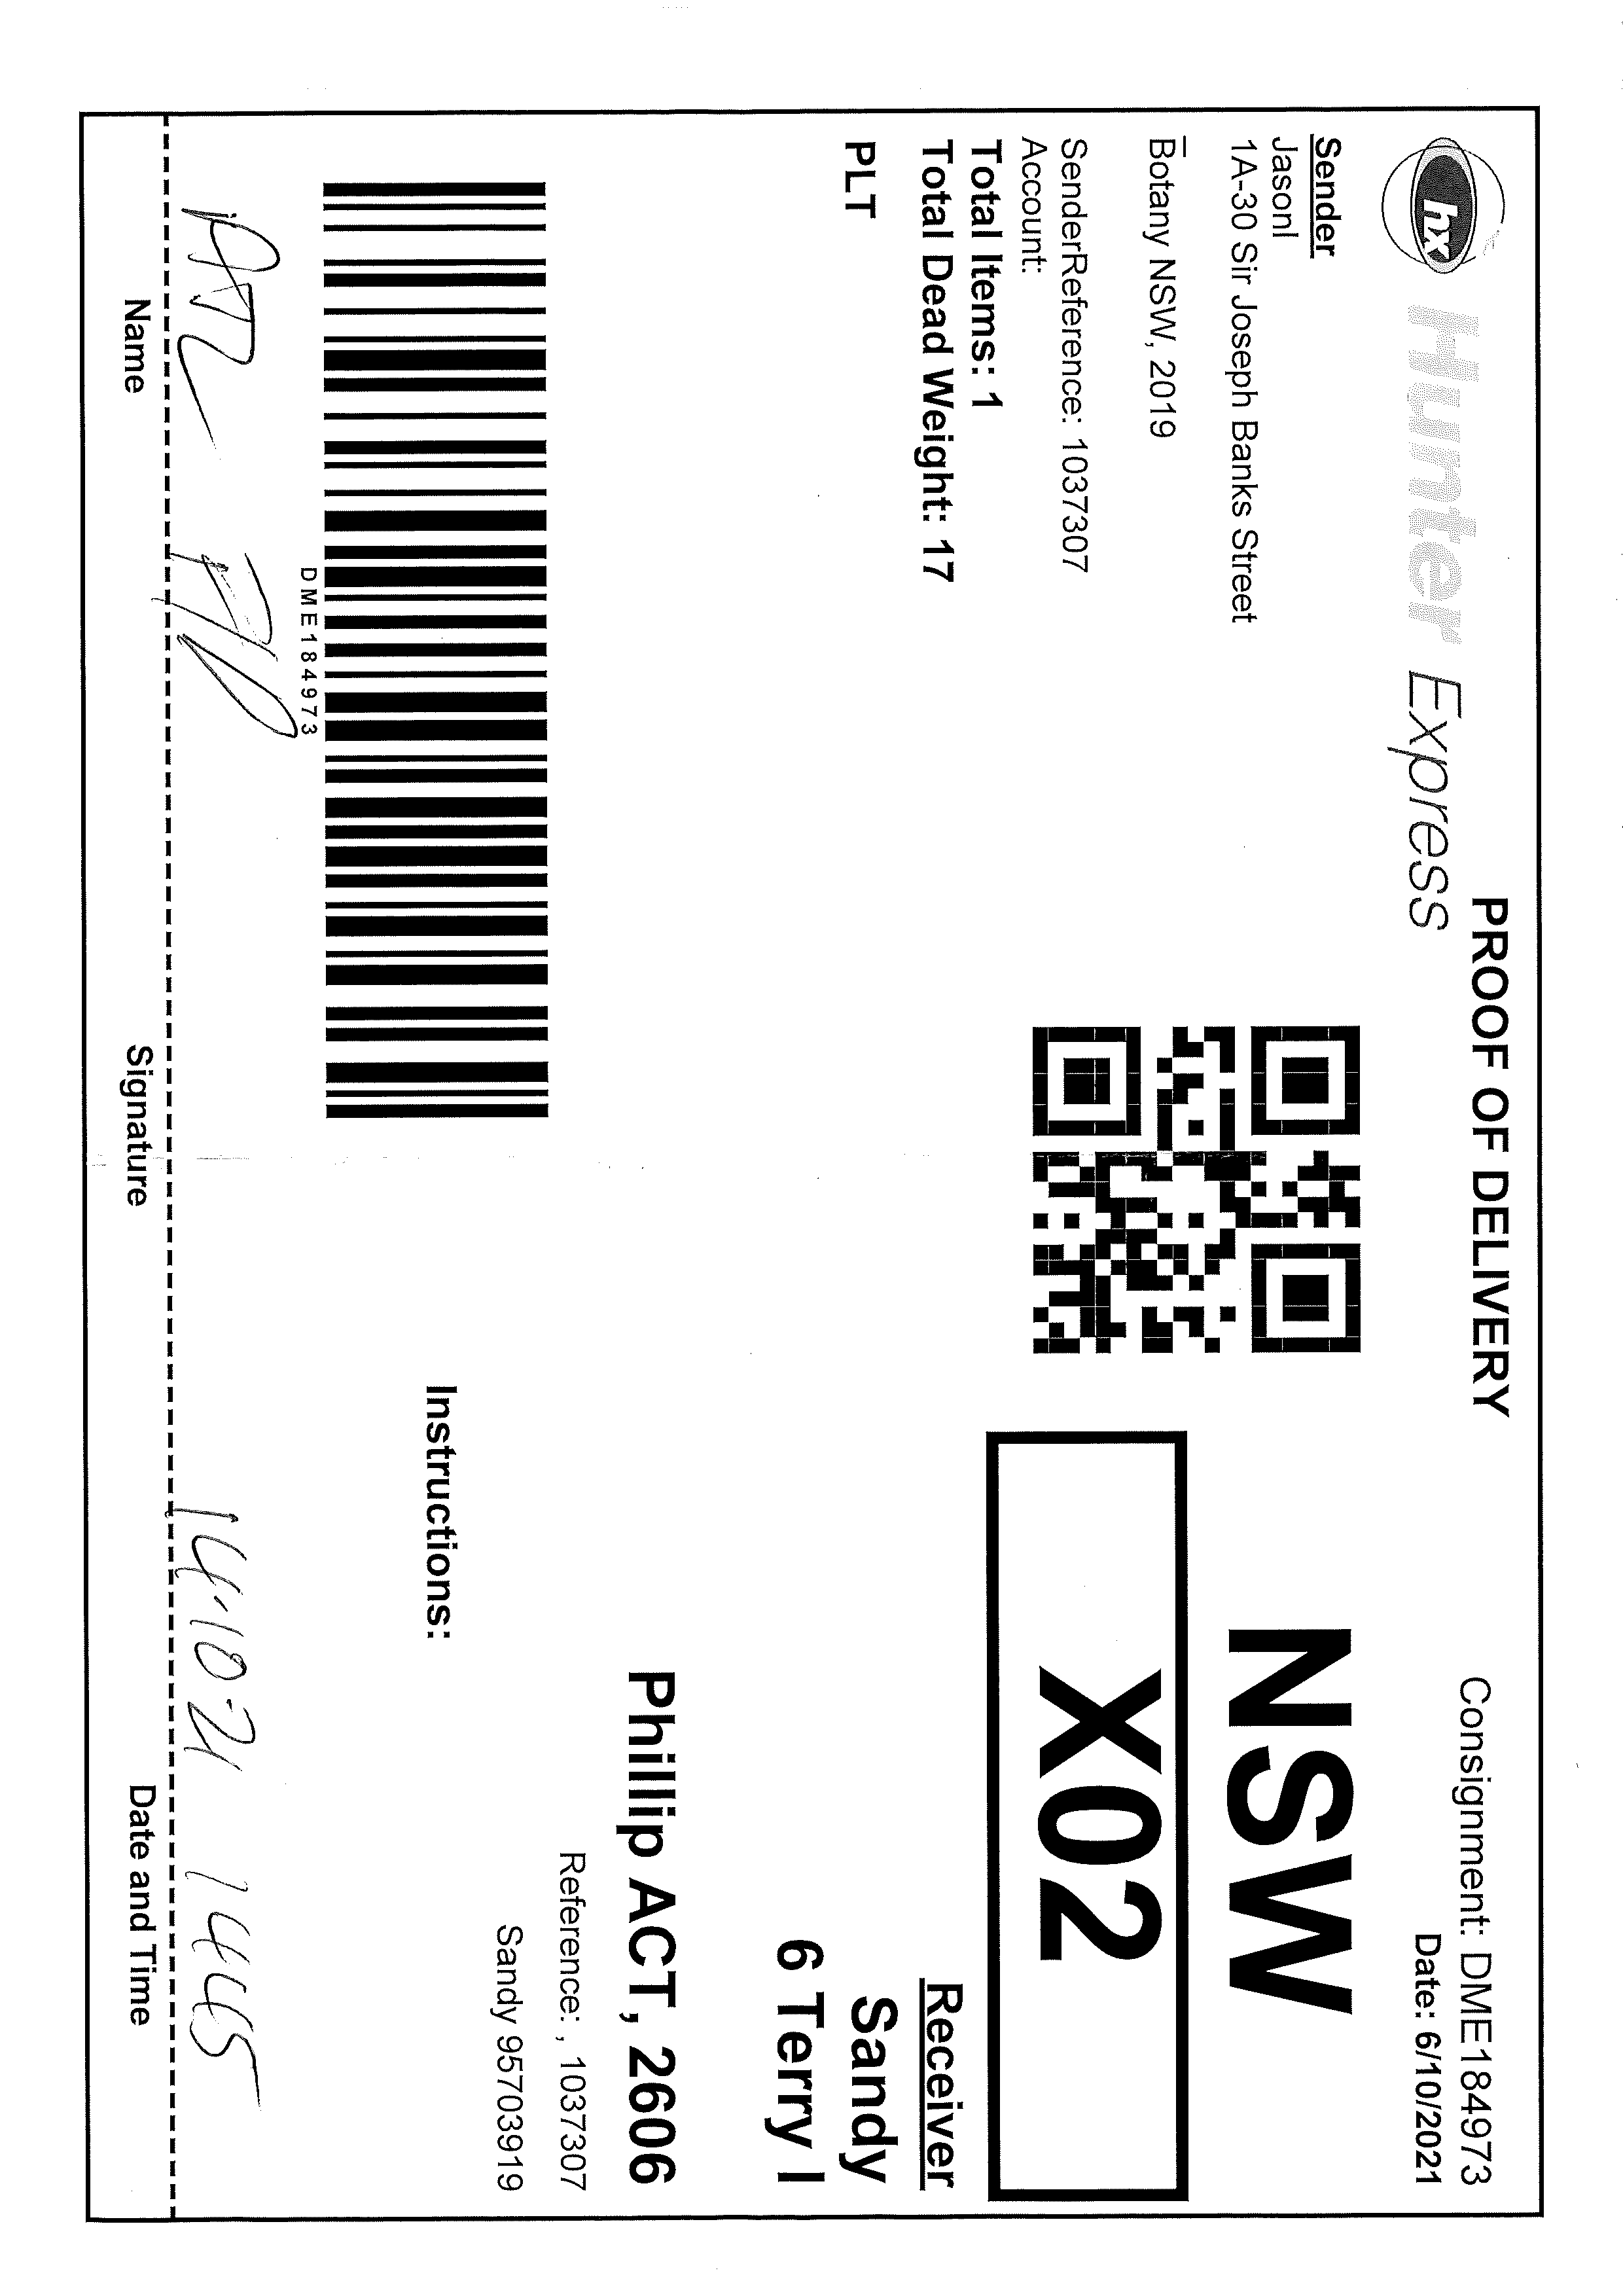 PROOF OF DELIVERY
hx
Hunter Express
Consignment: DME184973
Date: 6/10/2021
Sender
JasonI
1A-30 Sir Joseph Banks Street
Botany NSW, 2019
SenderReference: 1037307
Account:
Total Items: 1
Total Dead Weight: 17
PLT
NSW
X02
Receiver
Sandy
6 Terry I
Phillip ACT, 2606
Reference: , 1037307
Sandy 95703919
Instructions:
DME184973
14.10.21 1445
Name
Signature
Date and Time